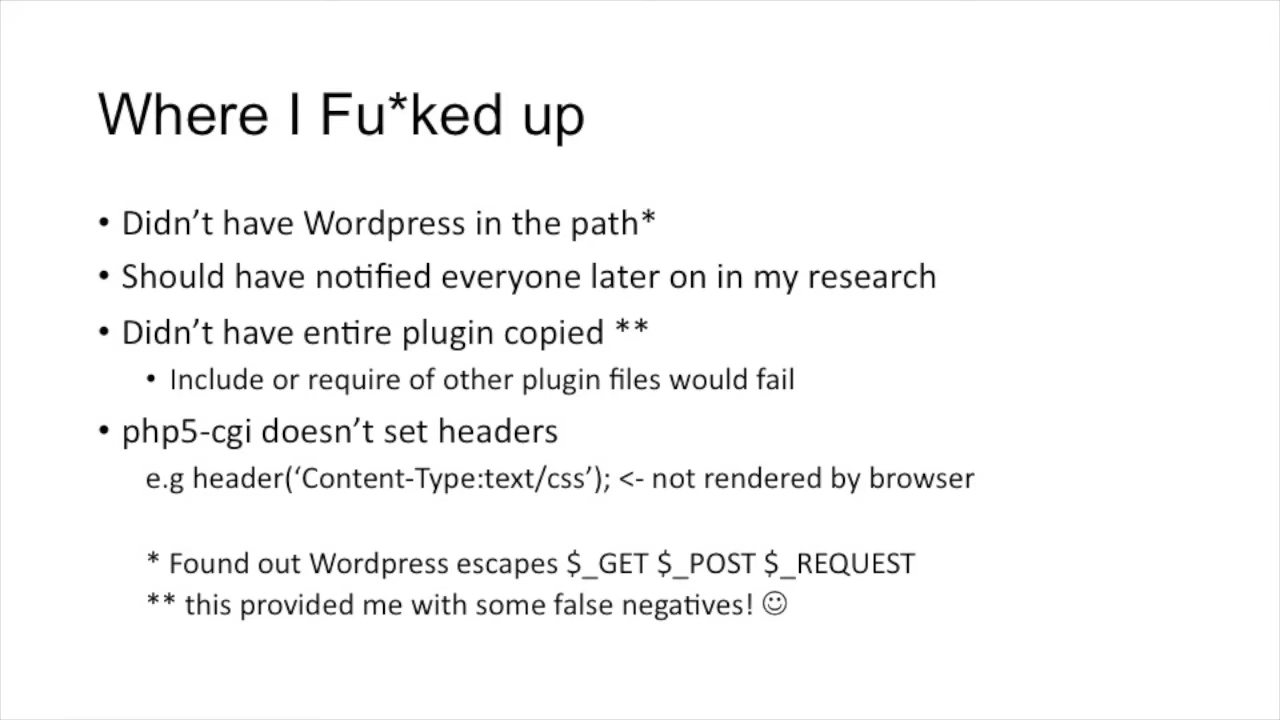 Where I Fu*ked up
• Didn’t have Wordpress in the path*
• Should have notified everyone later on in my research
• Didn’t have entire plugin copied **
• Include or require of other plugin files would fail
• php5-cgi doesn’t set headers
e.g header(‘Content-Type:text/css’); <- not rendered by browser
* Found out Wordpress escapes $_GET $_POST $_REQUEST
** this provided me with some false negatives! ☺